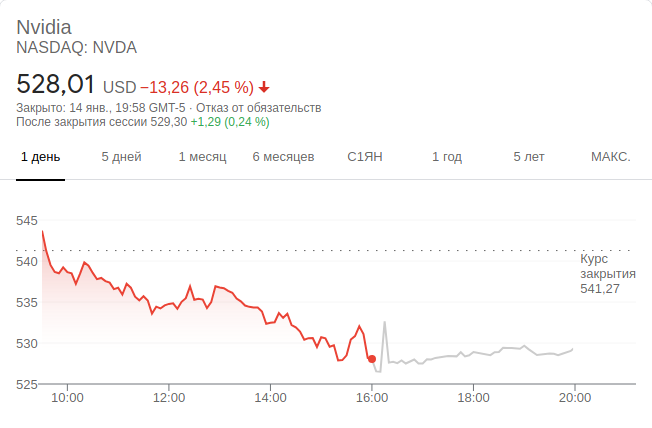 Nvidia
NASDAQ: NVDA
528,01 USD −13,26 (2,45 %)
Закрыто: 14 янв., 19:58 GMT-5 · Отказ от обязательств
После закрытия сессии 529,30 +1,29 (0,24 %)
1 день 5 дней 1 месяц 6 месяцев С1ЯН 1 год 5 лет МАКС.
545
540
535
530
525
Курс
закрытия
541,27
10:00 12:00 14:00 16:00 18:00 20:00